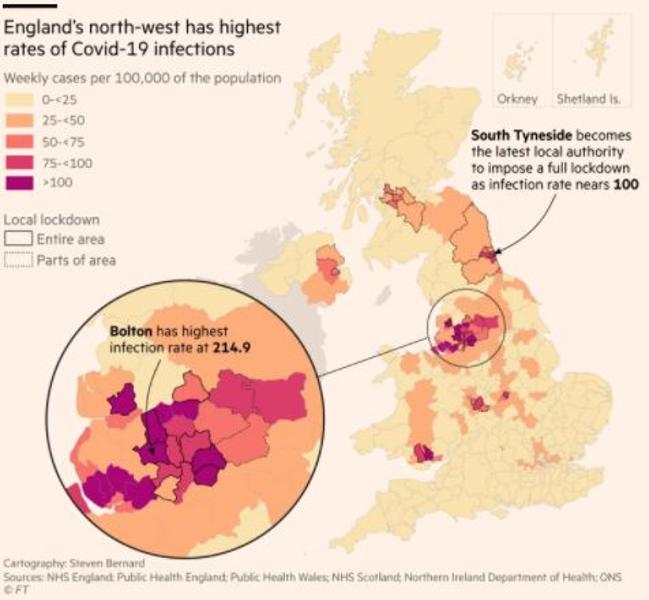 England's north-west has highest
rates of Covid-19 infections
Weekly cases per 100,000 of the population
0-<25
25-<50
50-<75
75-<100
>100
Local lockdown
Entire area
Parts of area
Orkney
Shetland Is.
South Tyneside becomes
the latest local authority
to impose a full lockdown
as infection rate nears 100
Bolton has highest
infection rate at 214.9
Cartography: Steven Bernard
Sources: NHS England; Public Health England; Public Health Wales; NHS Scotland; Northern Ireland Department of Health; ONS
© FT